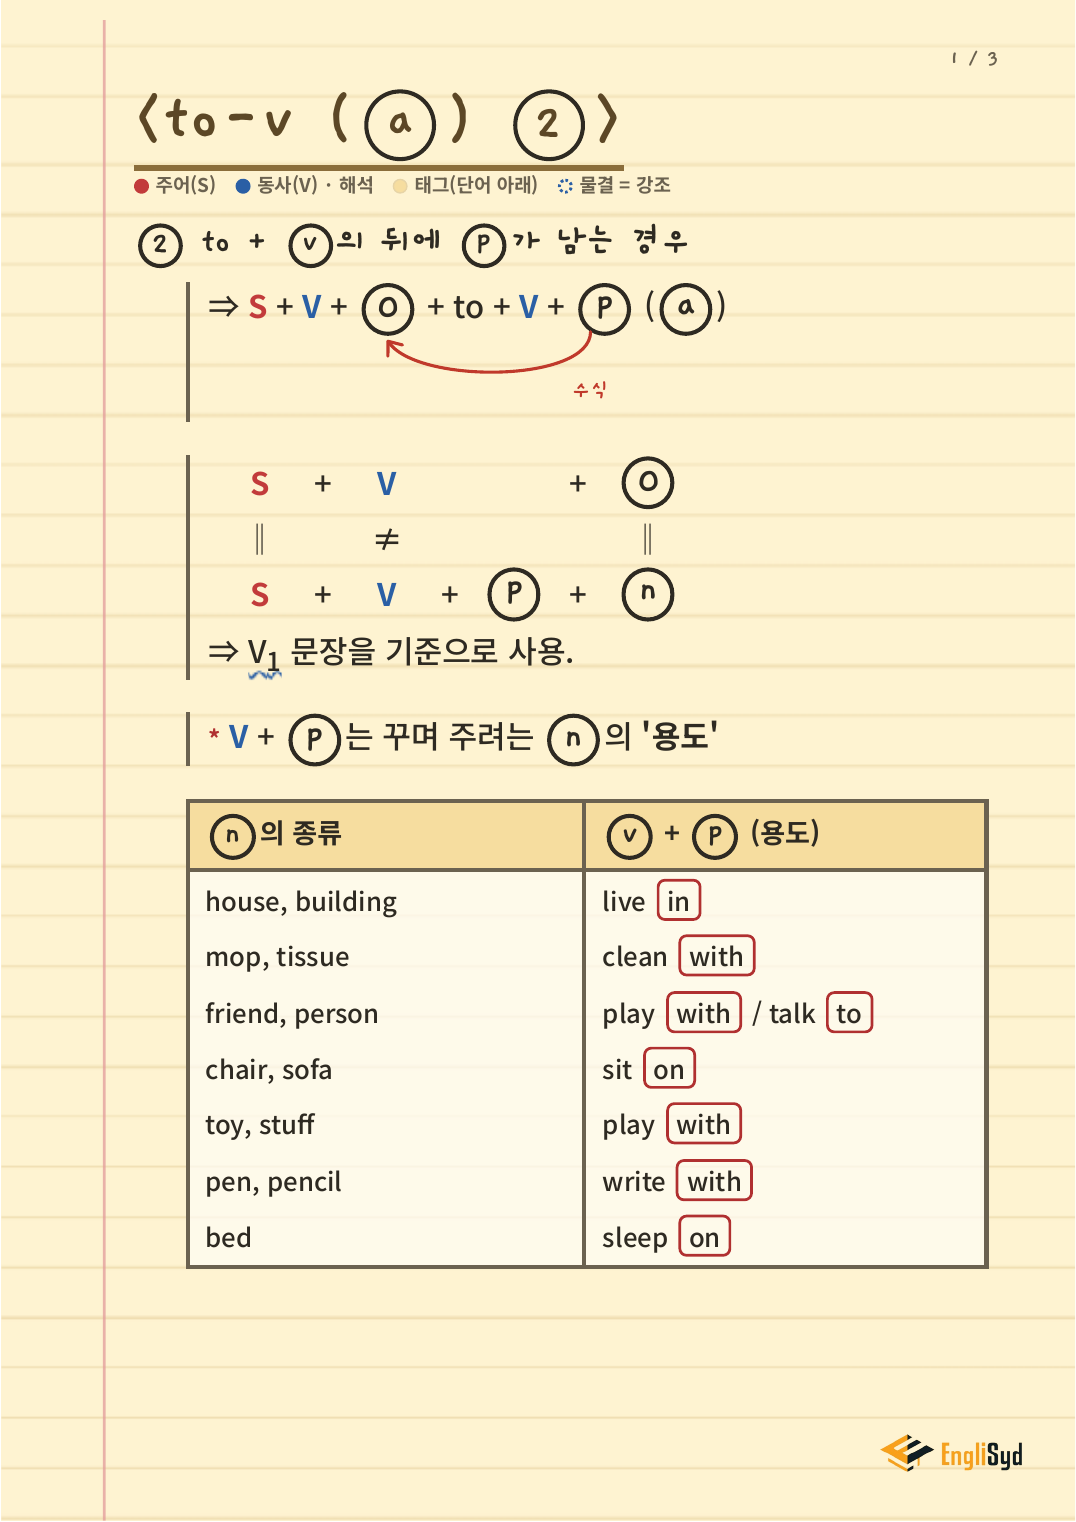 1 / 3
<to-v (ⓐ) ②>
주어(S) 동사(V) · 해석 태그(단어 아래) 물결 = 강조
② to + ⓥ의 뒤에 ⓟ가 남는 경우
⇒ S + V + Ⓞ + to + V + ⓟ (ⓐ)
수식
S + V + Ⓞ
|| ≠ ||
S + V + ⓟ + ⓝ
⇒ V₁ 문장을 기준으로 사용.
* V + ⓟ는 꾸며 주려는 ⓝ의 '용도'
ⓝ의 종류 ⓥ + ⓟ (용도)
house, building live in
mop, tissue clean with
friend, person play with / talk to
chair, sofa sit on
toy, stuff play with
pen, pencil write with
bed sleep on
EngliSyd